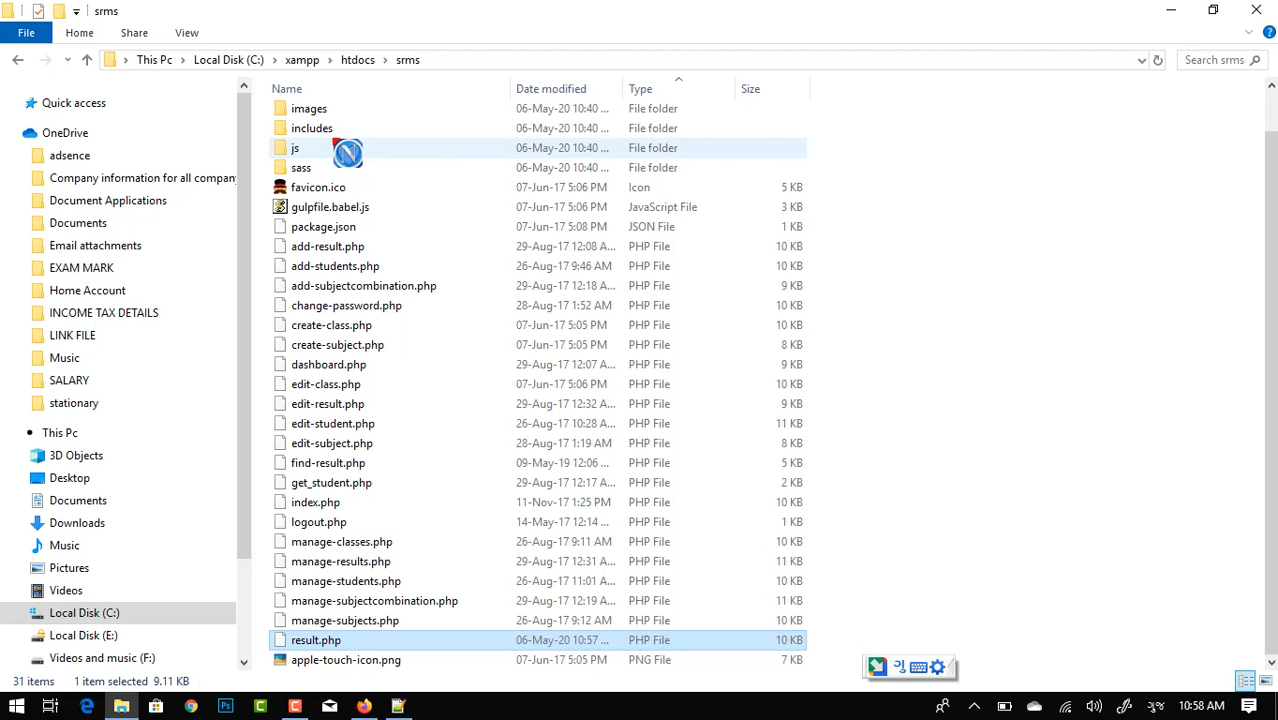 srms
File Home Share View
This Pc Local Disk (C:) xampp htdocs srms Search srms
Name Date modified Type Size
Quick access
OneDrive
adsence
Company information for all company
Document Applications
Documents
Email attachments
EXAM MARK
Home Account
INCOME TAX DETAILS
LINK FILE
Music
SALARY
stationary
This Pc
3D Objects
Desktop
Documents
Downloads
Music
Pictures
Videos
Local Disk (C:)
Local Disk (E:)
Videos and music (F:)
images 06-May-20 10:40 ... File folder
includes 06-May-20 10:40 ... File folder
js 06-May-20 10:40 ... File folder
sass 06-May-20 10:40 ... File folder
favicon.ico 07-Jun-17 5:06 PM Icon 5 KB
gulpfile.babel.js 07-Jun-17 5:06 PM JavaScript File 3 KB
package.json 07-Jun-17 5:08 PM JSON File 1 KB
add-result.php 29-Aug-17 12:08 A... PHP File 10 KB
add-students.php 26-Aug-17 9:46 AM PHP File 10 KB
add-subjectcombination.php 29-Aug-17 12:18 A... PHP File 9 KB
change-password.php 28-Aug-17 1:52 AM PHP File 10 KB
create-class.php 07-Jun-17 5:05 PM PHP File 10 KB
create-subject.php 07-Jun-17 5:05 PM PHP File 8 KB
dashboard.php 29-Aug-17 12:07 A... PHP File 9 KB
edit-class.php 07-Jun-17 5:06 PM PHP File 10 KB
edit-result.php 29-Aug-17 12:32 A... PHP File 9 KB
edit-student.php 26-Aug-17 10:28 AM PHP File 11 KB
edit-subject.php 28-Aug-17 1:19 AM PHP File 8 KB
find-result.php 09-May-19 12:06 ... PHP File 5 KB
get_student.php 29-Aug-17 12:17 A... PHP File 2 KB
index.php 11-Nov-17 1:25 PM PHP File 10 KB
logout.php 14-May-17 12:14 ... PHP File 1 KB
manage-classes.php 26-Aug-17 9:11 AM PHP File 10 KB
manage-results.php 29-Aug-17 12:31 A... PHP File 11 KB
manage-students.php 26-Aug-17 11:01 AM PHP File 10 KB
manage-subjectcombination.php 29-Aug-17 12:19 A... PHP File 11 KB
manage-subjects.php 26-Aug-17 9:12 AM PHP File 10 KB
result.php 06-May-20 10:57 ... PHP File 10 KB
apple-touch-icon.png 07-Jun-17 5:05 PM PNG File 7 KB
31 items 1 item selected 9.11 KB
10:58 AM